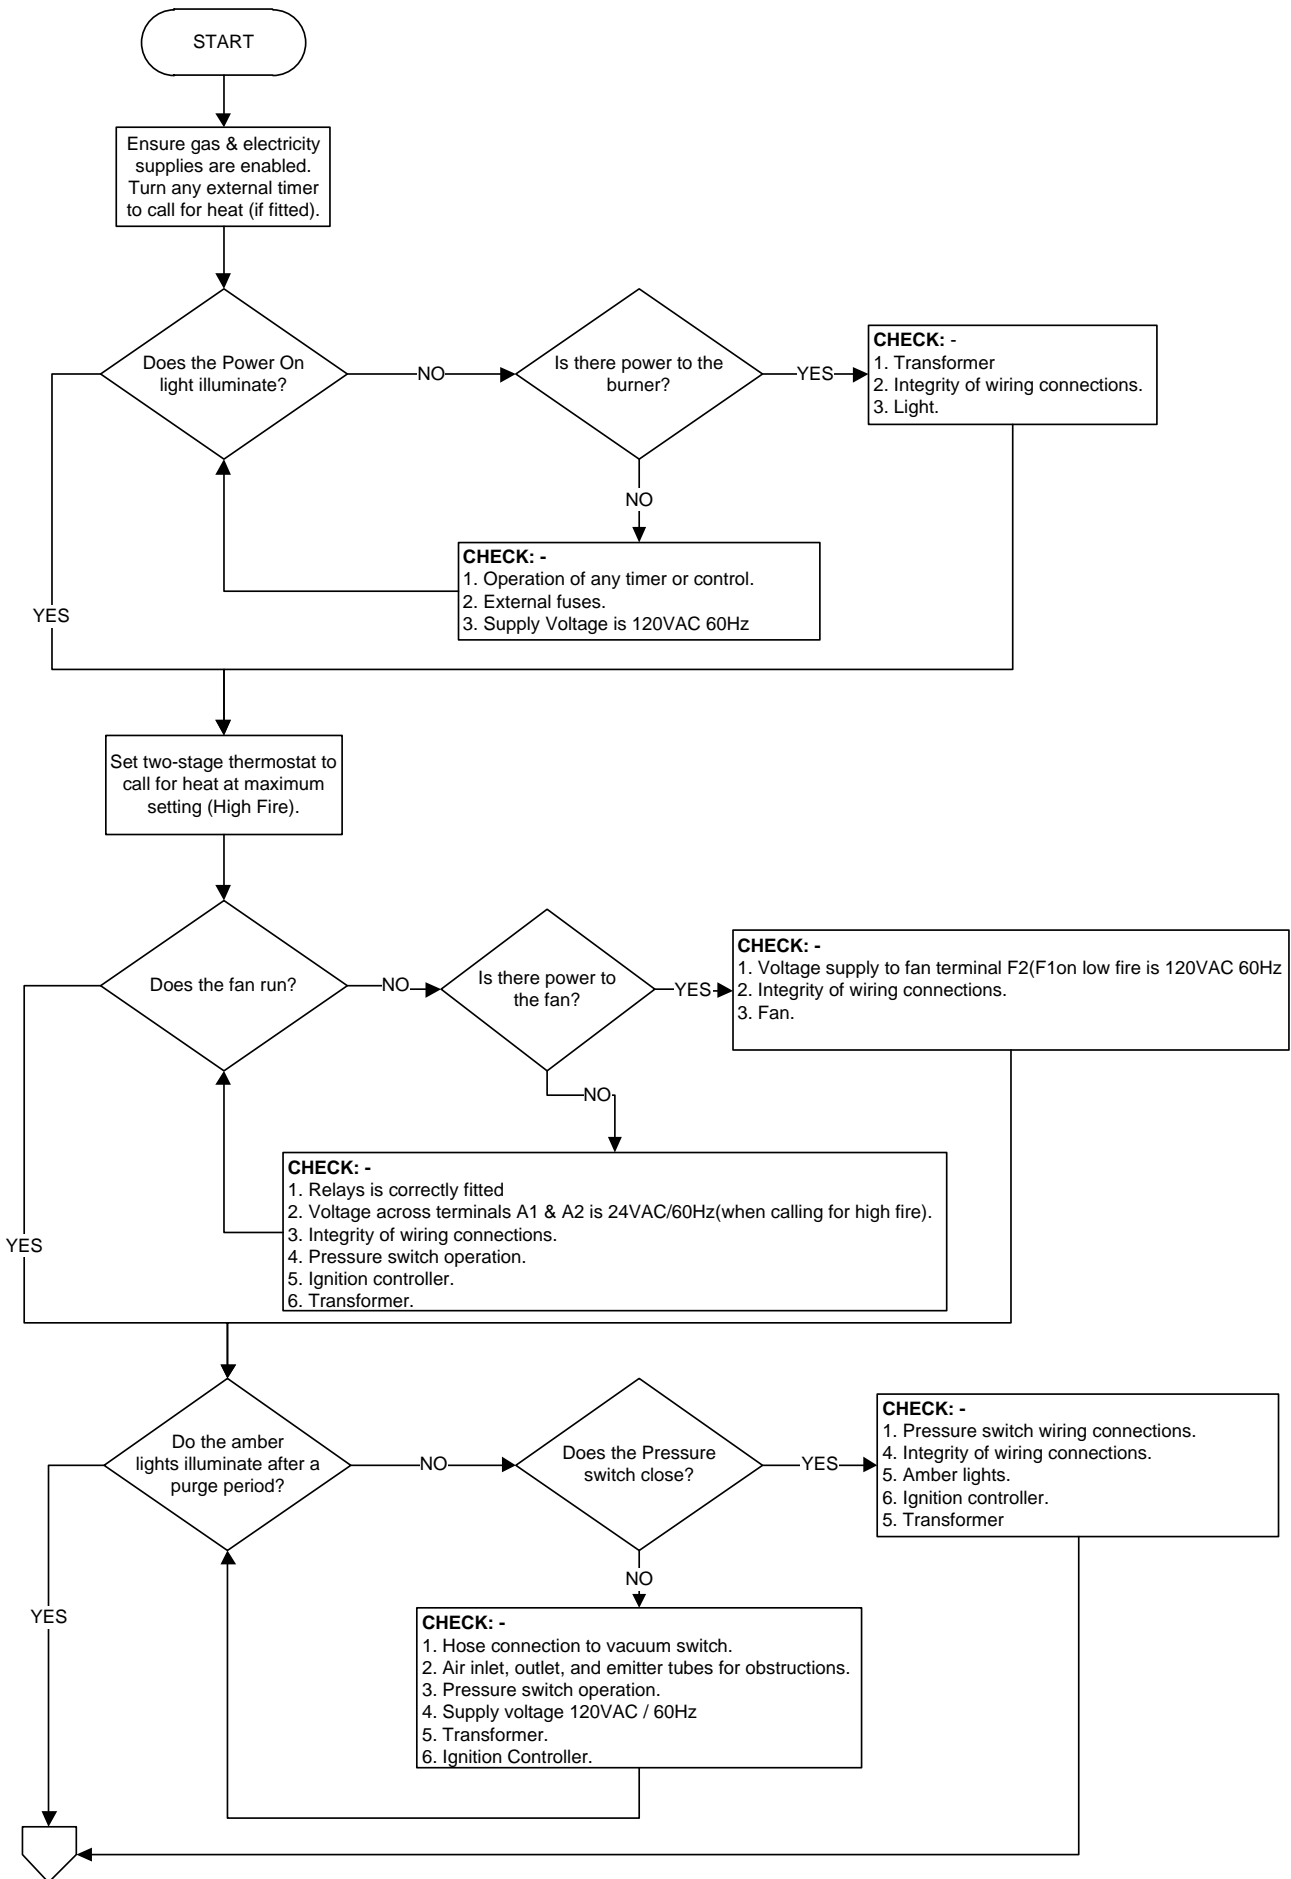 START
Ensure gas & electricity
supplies are enabled.
Turn any external timer
to call for heat (if fitted).
Does the Power On
light illuminate?
NO
Is there power to the
burner?
YES
CHECK: -
1. Transformer
2. Integrity of wiring connections.
3. Light.
NO
CHECK: -
1. Operation of any timer or control.
2. External fuses.
3. Supply Voltage is 120VAC 60Hz
YES
Set two-stage thermostat to
call for heat at maximum
setting (High Fire).
Does the fan run?
NO
Is there power to
the fan?
YES
CHECK: -
1. Voltage supply to fan terminal F2(F1on low fire is 120VAC 60Hz
2. Integrity of wiring connections.
3. Fan.
NO
CHECK: -
1. Relays is correctly fitted
2. Voltage across terminals A1 & A2 is 24VAC/60Hz(when calling for high fire).
3. Integrity of wiring connections.
4. Pressure switch operation.
5. Ignition controller.
6. Transformer.
YES
Do the amber
lights illuminate after a
purge period?
NO
Does the Pressure
switch close?
YES
CHECK: -
1. Pressure switch wiring connections.
4. Integrity of wiring connections.
5. Amber lights.
6. Ignition controller.
5. Transformer
NO
CHECK: -
1. Hose connection to vacuum switch.
2. Air inlet, outlet, and emitter tubes for obstructions.
3. Pressure switch operation.
4. Supply voltage 120VAC / 60Hz
5. Transformer.
6. Ignition Controller.
YES